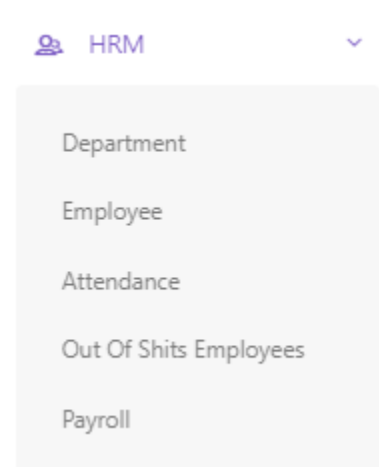 HRM
Department
Employee
Attendance
Out Of Shits Employees
Payroll